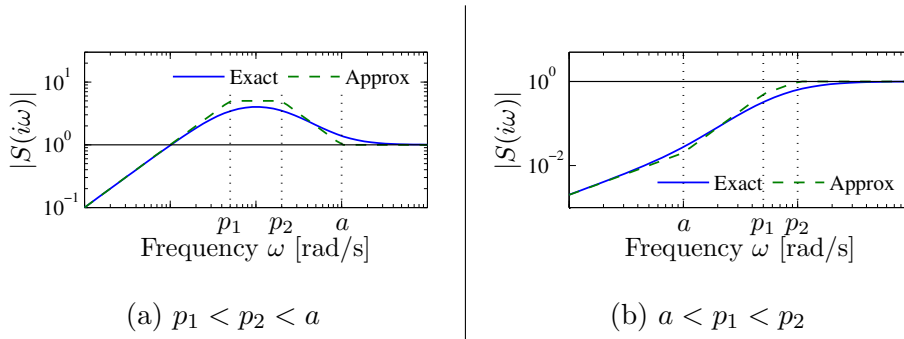 Exact Approx
10^1
10^0
10^{-1}
|S(iω)|
p_1 p_2 a
Frequency ω [rad/s]
(a) p_1 < p_2 < a
10^0
10^{-2}
|S(iω)|
Exact Approx
a p_1 p_2
Frequency ω [rad/s]
(b) a < p_1 < p_2